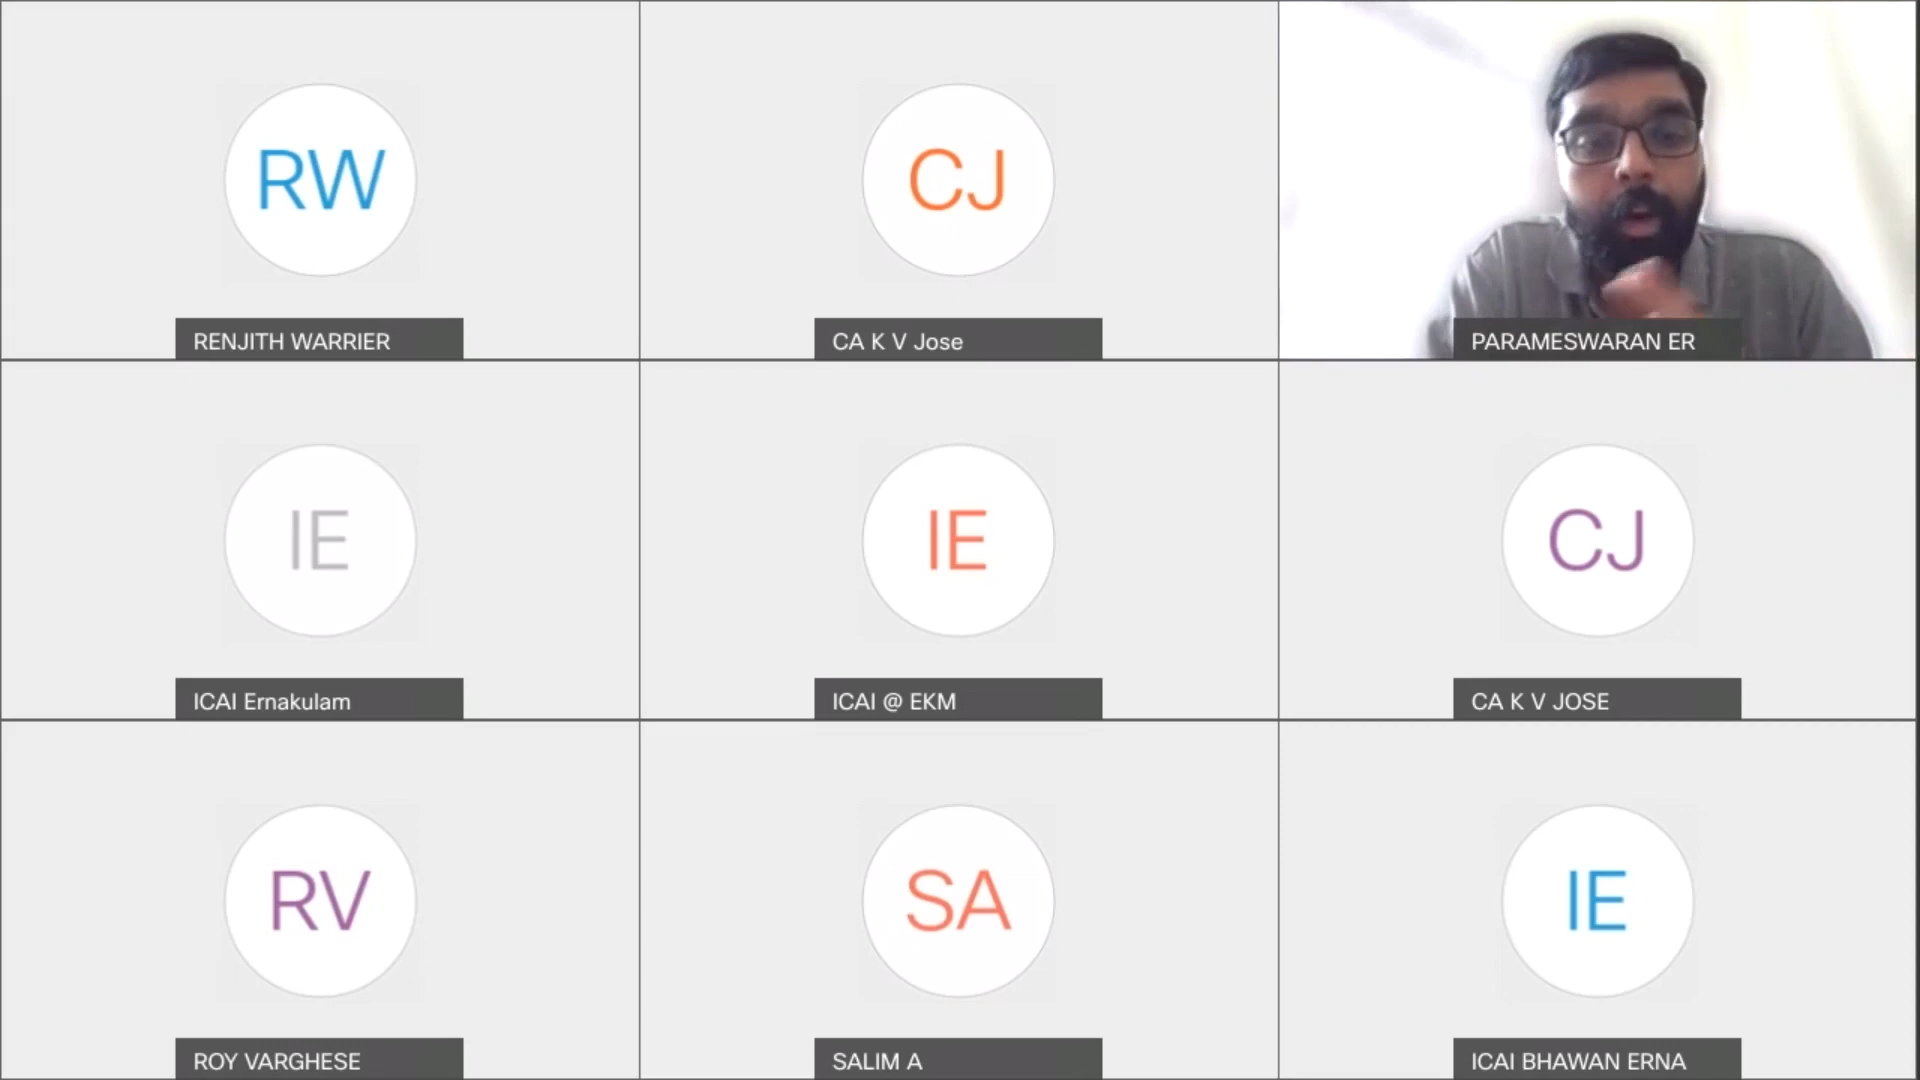 RW
RENJITH WARRIER
CJ
CA K V Jose
PARAMESWARAN ER
IE
ICAI Ernakulam
IE
ICAI @ EKM
CJ
CA K V JOSE
RV
ROY VARGHESE
SA
SALIM A
IE
ICAI BHAWAN ERNA